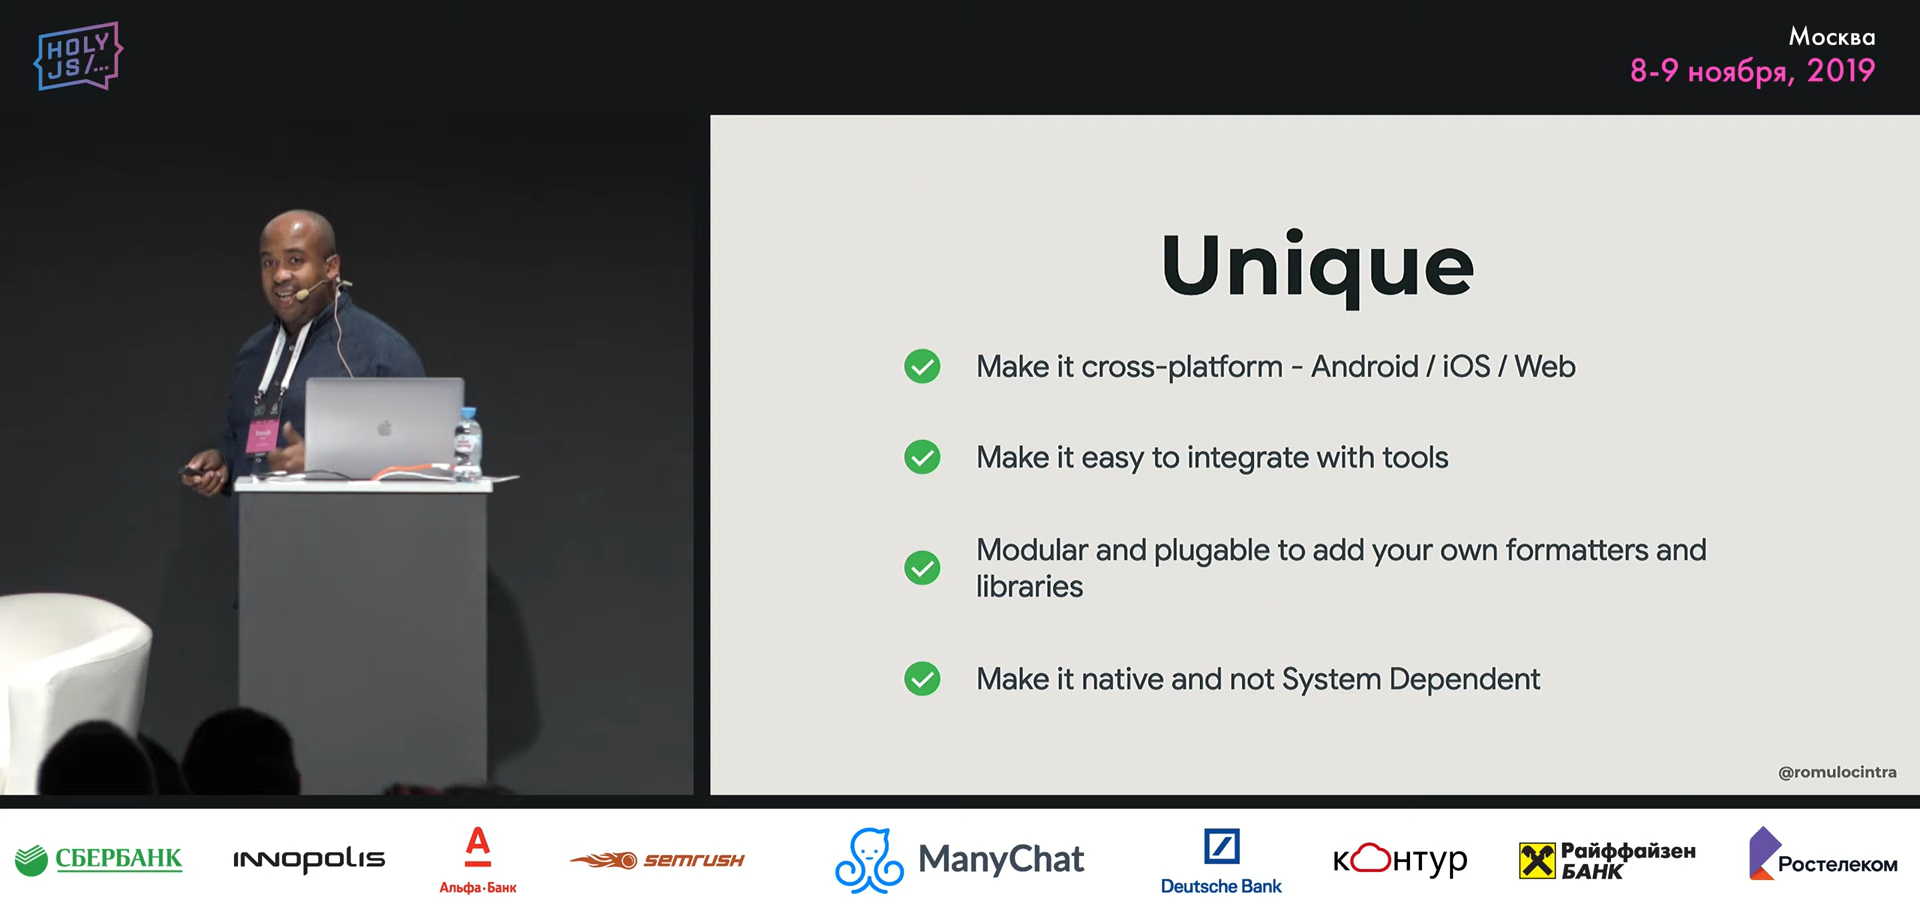 HOLY
JS/...
Москва
8-9 ноября, 2019
Unique
Make it cross-platform - Android / iOS / Web
Make it easy to integrate with tools
Modular and plugable to add your own formatters and
libraries
Make it native and not System Dependent
@romulocintra
СБЕРБАНК
INNOPOLIS
Альфа·Банк
semrush
ManyChat
Deutsche Bank
кОнтур
Райффайзен
БАНК
Ростелеком